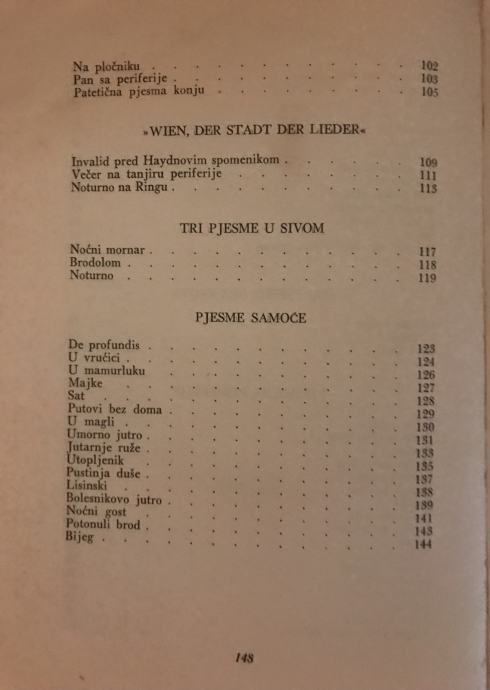 Na pločniku . . . . . . . . . . . . 102
Pan sa periferije . . . . . . . . . . . 103
Patetična pjesma konju . . . . . . . . . 105
»WIEN, DER STADT DER LIEDER«
Invalid pred Haydnovim spomenikom . . . . . . 109
Večer na tanjiru periferije . . . . . . . . 111
Noturno na Ringu . . . . . . . . . . . 113
TRI PJESME U SIVOM
Noćni mornar . . . . . . . . . . . . 117
Brodolom . . . . . . . . . . . . . 118
Noturno . . . . . . . . . . . . . 119
PJESME SAMOĆE
De profundis . . . . . . . . . . . . 123
U vrućici . . . . . . . . . . . . . 124
U mamurluku . . . . . . . . . . . . 126
Majke . . . . . . . . . . . . . 127
Sat . . . . . . . . . . . . . . 128
Putovi bez doma . . . . . . . . . . . 129
U magli . . . . . . . . . . . . . 130
Umorno jutro . . . . . . . . . . . . 131
Jutarnje ruže . . . . . . . . . . . . 133
Utopljenik . . . . . . . . . . . . 135
Pustinja duše . . . . . . . . . . . . 137
Lisinski . . . . . . . . . . . . . 138
Bolesnikovo jutro . . . . . . . . . . . 139
Noćni gost . . . . . . . . . . . . 141
Potonuli brod . . . . . . . . . . . . 143
Bijeg . . . . . . . . . . . . . . 144
148